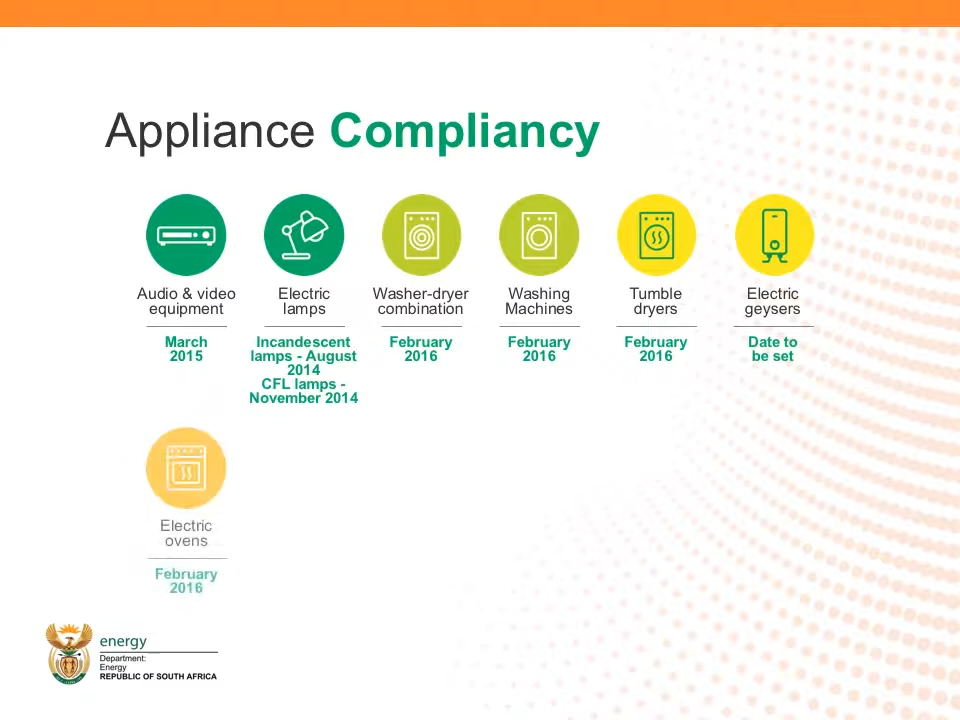 Appliance Compliancy
Audio & video
equipment
March
2015
Electric
lamps
Incandescent
lamps - August
2014
CFL lamps -
November 2014
Washer-dryer
combination
February
2016
Washing
Machines
February
2016
Tumble
dryers
February
2016
Electric
geysers
Date to
be set
Electric
ovens
February
2016
energy
Department:
Energy
REPUBLIC OF SOUTH AFRICA